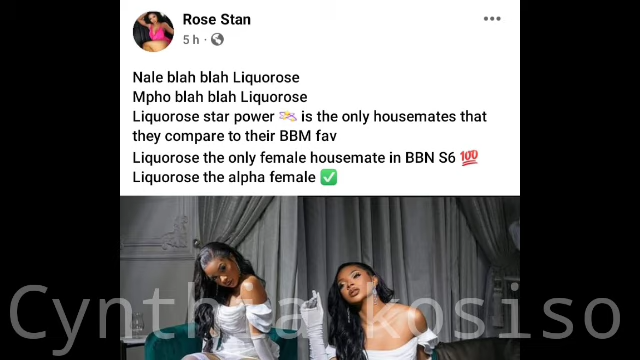 Rose Stan
5 h ·
Nale blah blah Liquorose
Mpho blah blah Liquorose
Liquorose star power 💫 is the only housemates that
they compare to their BBM fav
Liquorose the only female housemate in BBN S6 💯
Liquorose the alpha female ✅
Cynthia kosiso